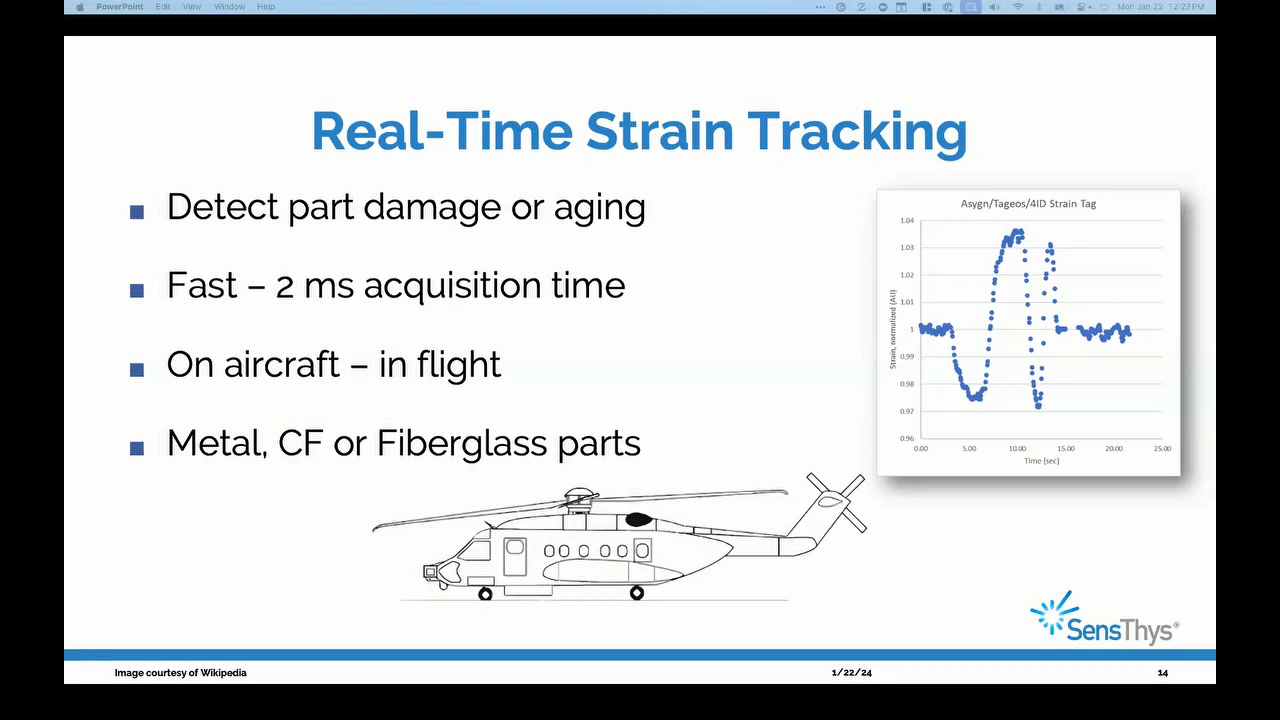 PowerPoint Edit View Window Help
Mon Jan 22 12:22 PM
Real-Time Strain Tracking
■ Detect part damage or aging
■ Fast – 2 ms acquisition time
■ On aircraft – in flight
■ Metal, CF or Fiberglass parts
Asygn/Tageos/4ID Strain Tag
Strain, normalized (AU)
1.04
1.03
1.02
1.01
1
0.99
0.98
0.97
0.96
0.00 5.00 10.00 15.00 20.00 25.00
Time (sec)
SensThys®
Image courtesy of Wikipedia
1/22/24
14